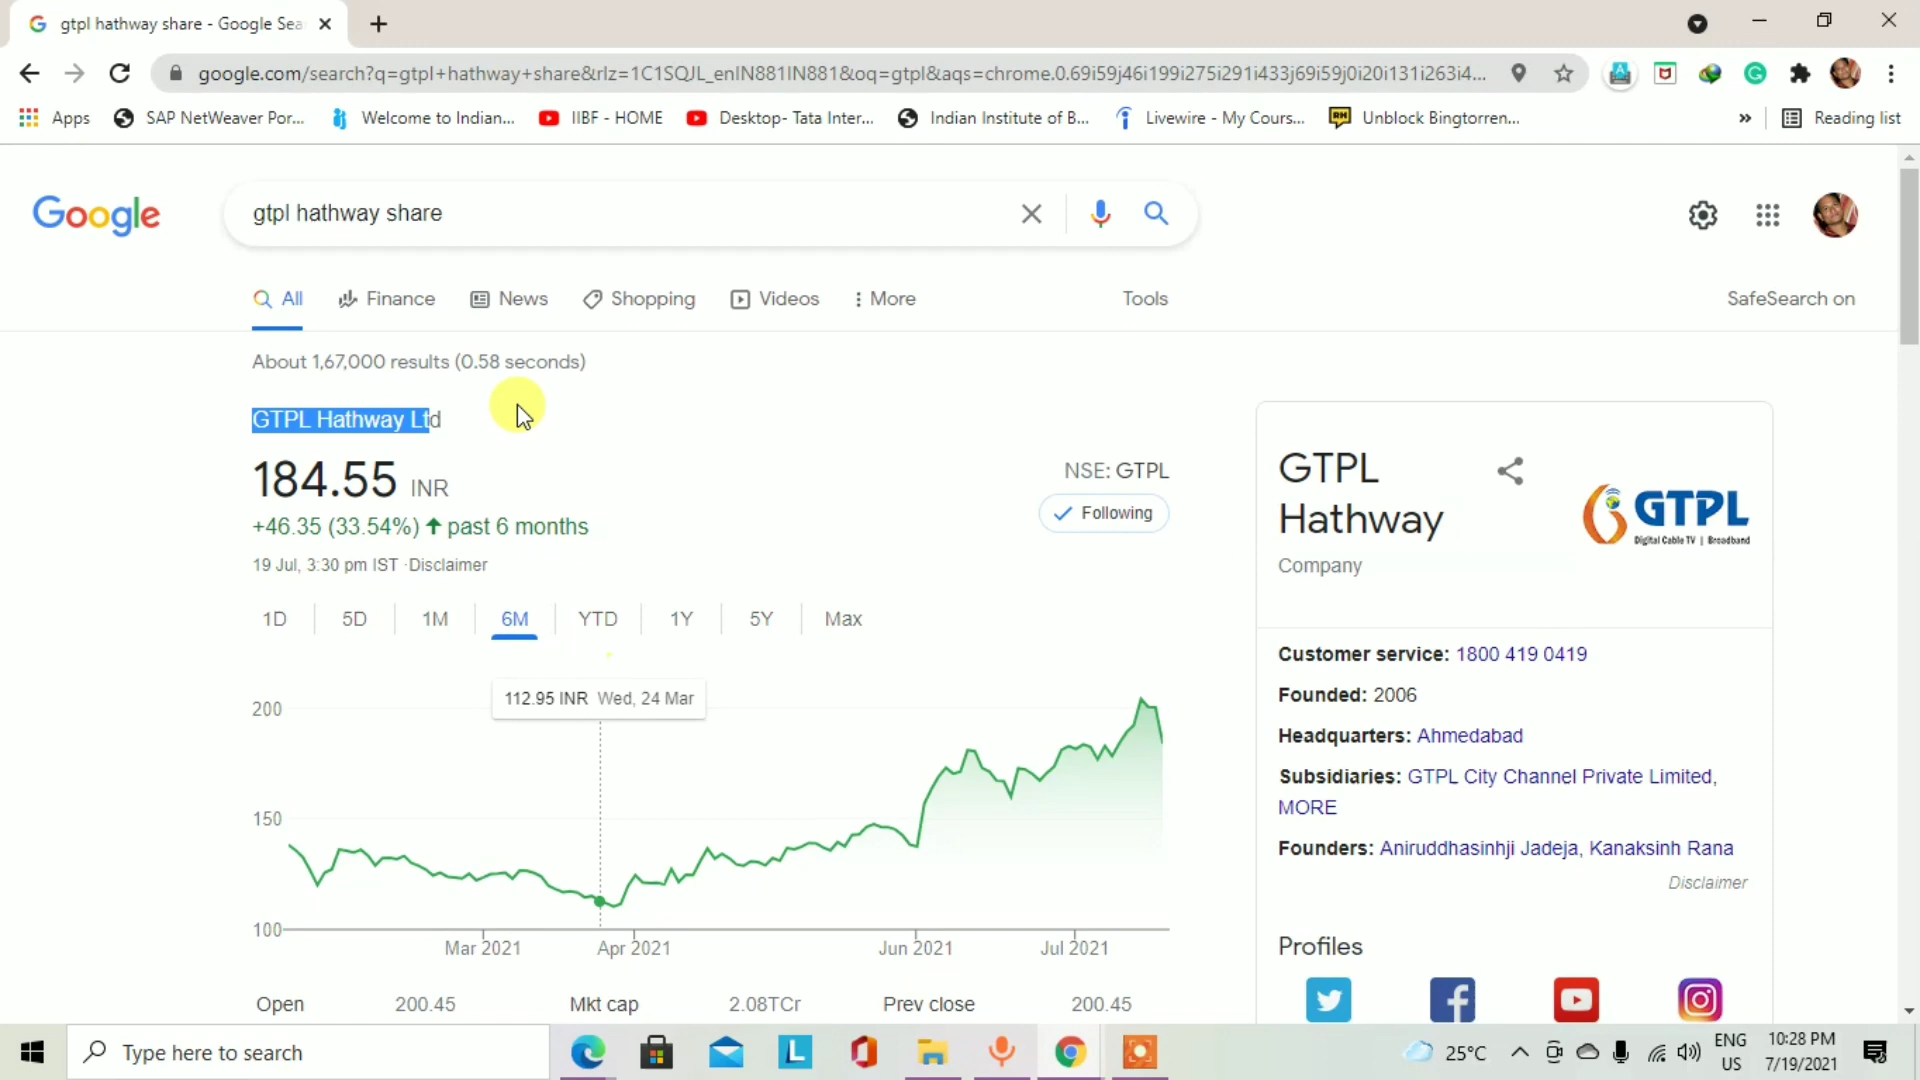 gtpl hathway share - Google Sea
google.com/search?q=gtpl+hathway+share&rlz=1C1SQJL_enIN881IN881&oq=gtpl&aqs=chrome.0.69i59j46i199i275i291i433j69i59j0i20i131i263i4...
Apps SAP NetWeaver Por... Welcome to Indian... IIBF - HOME Desktop- Tata Inter... Indian Institute of B... Livewire - My Cours... Unblock Bingtorren... » Reading list
Google gtpl hathway share
All Finance News Shopping Videos More Tools SafeSearch on
About 1,67,000 results (0.58 seconds)
GTPL Hathway Ltd
184.55 INR
+46.35 (33.54%) ↑ past 6 months
19 Jul, 3:30 pm IST ·Disclaimer
NSE: GTPL
Following
1D 5D 1M 6M YTD 1Y 5Y Max
112.95 INR Wed, 24 Mar
200
150
100
Mar 2021 Apr 2021 Jun 2021 Jul 2021
Open 200.45 Mkt cap 2.08TCr Prev close 200.45
GTPL
Hathway
Company
GTPL
Digital Cable TV | Broadband
Customer service: 1800 419 0419
Founded: 2006
Headquarters: Ahmedabad
Subsidiaries: GTPL City Channel Private Limited,
MORE
Founders: Aniruddhasinhji Jadeja, Kanaksinh Rana
Disclaimer
Profiles
Type here to search
25°C
ENG
US
10:28 PM
7/19/2021